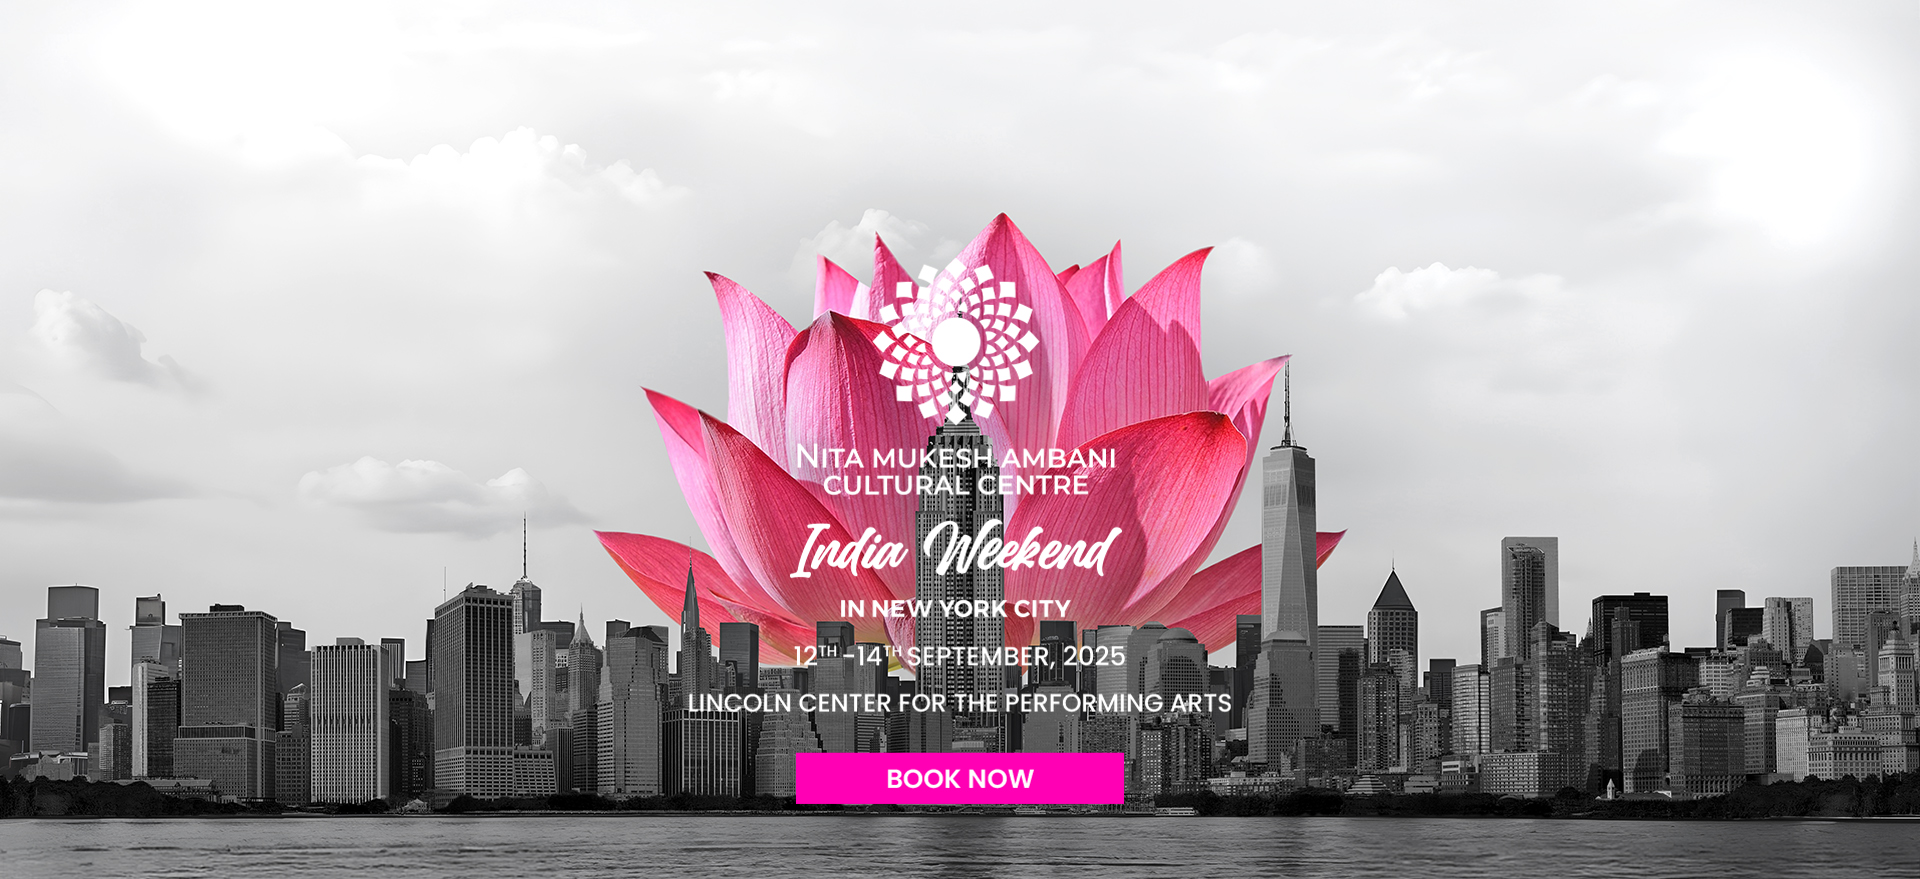 NITA MUKESH AMBANI
CULTURAL CENTRE
India Weekend
IN NEW YORK CITY
12TH -14TH SEPTEMBER, 2025
LINCOLN CENTER FOR THE PERFORMING ARTS
BOOK NOW